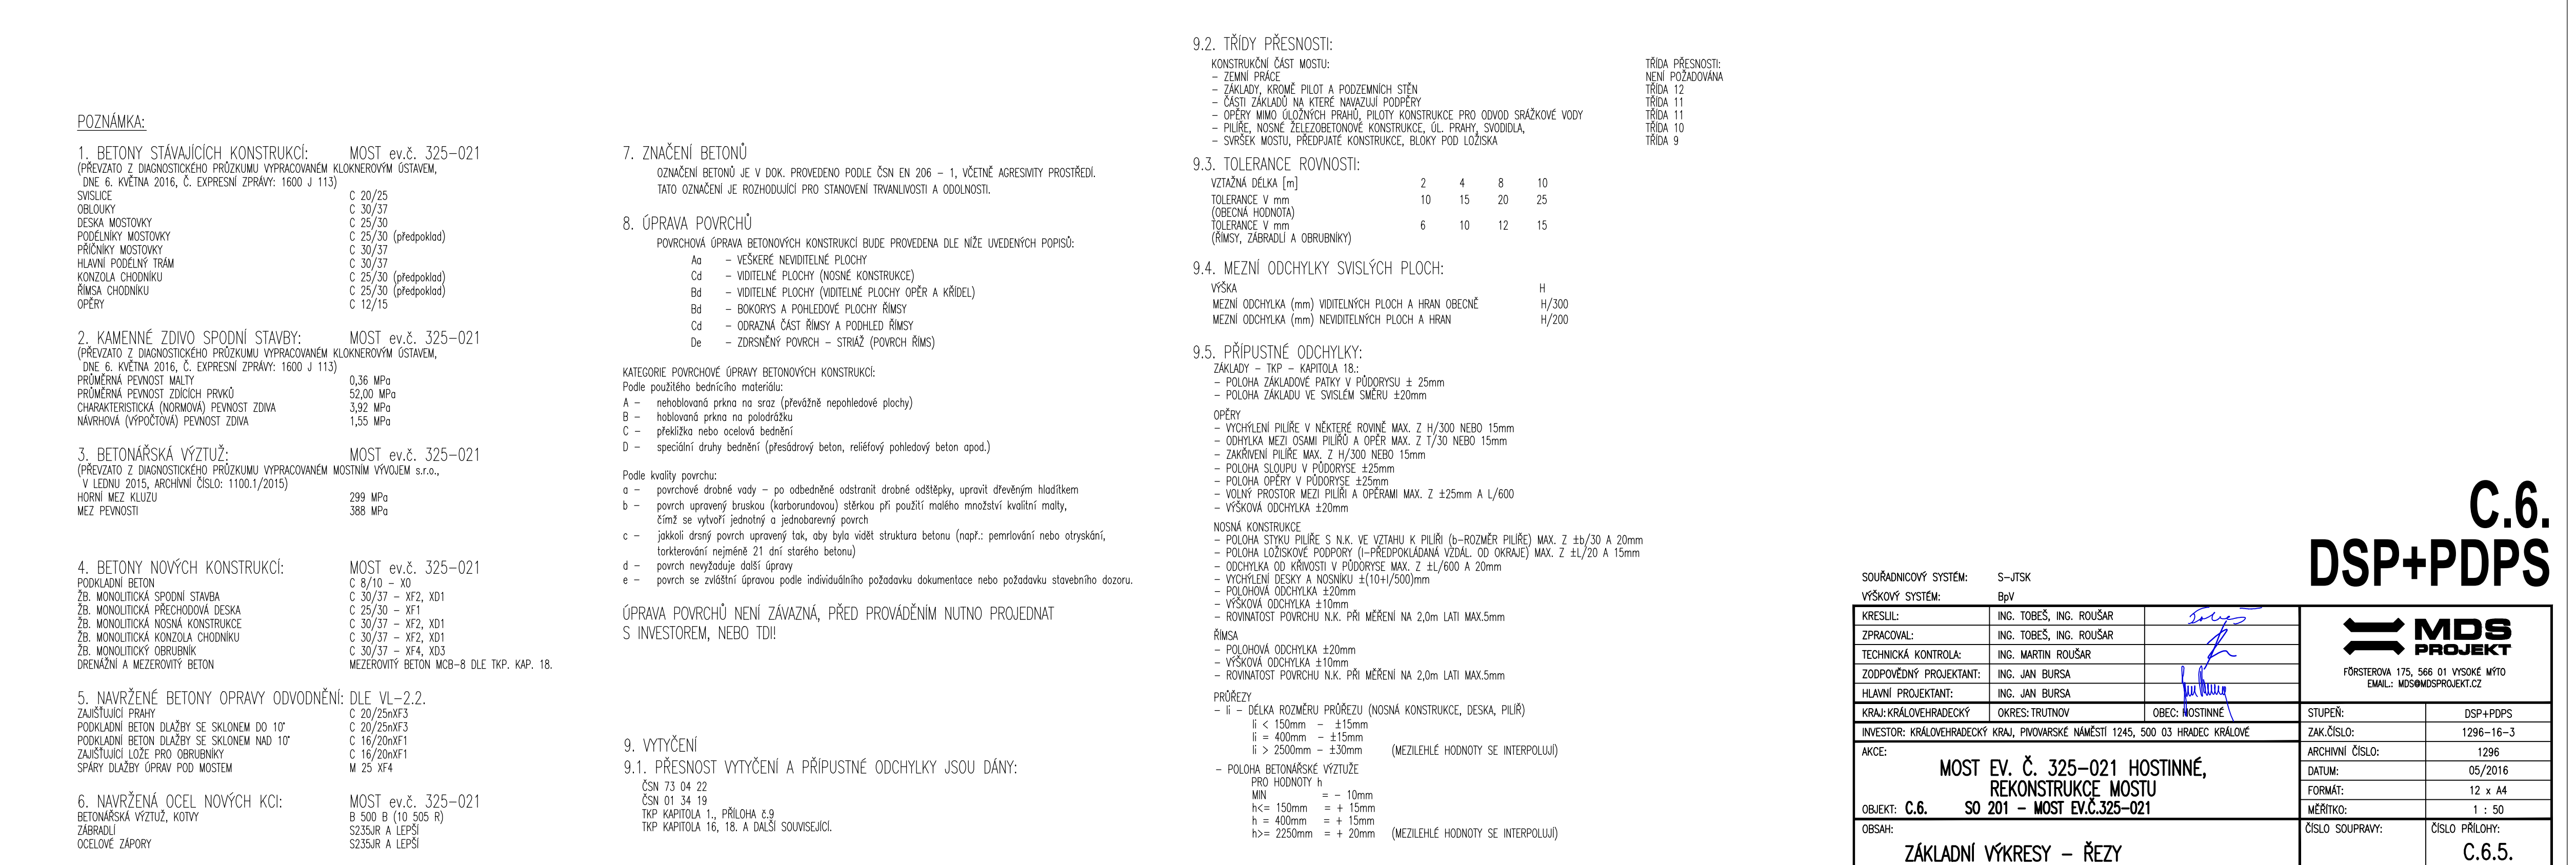 POZNÁMKA:
1. BETONY STÁVAJÍCÍCH KONSTRUKCÍ: MOST ev.č. 325-021
(PŘEVZATO Z DIAGNOSTICKÉHO PRŮZKUMU VYPRACOVANÉM KLOKNEROVÝM ÚSTAVEM,
DNE 6. KVĚTNA 2016, Č. EXPRESNÍ ZPRÁVY: 1600 J 113)
SVISLICE C 20/25
OBLOUKY C 30/37
DESKA MOSTOVKY C 25/30
PODÉLNÍKY MOSTOVKY C 25/30 (předpoklad)
PŘÍČNÍKY MOSTOVKY C 30/37
HLAVNÍ PODÉLNÝ TRÁM C 30/37
KONZOLA CHODNÍKU C 25/30 (předpoklad)
ŘÍMSA CHODNÍKU C 25/30 (předpoklad)
OPĚRY C 12/15
2. KAMENNÉ ZDIVO SPODNÍ STAVBY: MOST ev.č. 325-021
(PŘEVZATO Z DIAGNOSTICKÉHO PRŮZKUMU VYPRACOVANÉM KLOKNEROVÝM ÚSTAVEM,
DNE 6. KVĚTNA 2016, Č. EXPRESNÍ ZPRÁVY: 1600 J 113)
PRŮMĚRNÁ PEVNOST MALTY 0,36 MPa
PRŮMĚRNÁ PEVNOST ZDÍCÍCH PRVKŮ 52,00 MPa
CHARAKTERISTICKÁ (NORMOVÁ) PEVNOST ZDIVA 3,92 MPa
NÁVRHOVÁ (VÝPOČTOVÁ) PEVNOST ZDIVA 1,55 MPa
3. BETONÁŘSKÁ VÝZTUŽ: MOST ev.č. 325-021
(PŘEVZATO Z DIAGNOSTICKÉHO PRŮZKUMU VYPRACOVANÉM MOSTNÍM VÝVOJEM s.r.o.,
V LEDNU 2015, ARCHÍVNÍ ČÍSLO: 1100.1/2015)
HORNÍ MEZ KLUZU 299 MPa
MEZ PEVNOSTI 388 MPa
4. BETONY NOVÝCH KONSTRUKCÍ: MOST ev.č. 325-021
PODKLADNÍ BETON C 8/10 - X0
ŽB. MONOLITICKÁ SPODNÍ STAVBA C 30/37 - XF2, XD1
ŽB. MONOLITICKÁ PŘECHODOVÁ DESKA C 25/30 - XF1
ŽB. MONOLITICKÁ NOSNÁ KONSTRUKCE C 30/37 - XF2, XD1
ŽB. MONOLITICKÁ KONZOLA CHODNÍKU C 30/37 - XF2, XD1
ŽB. MONOLITICKÝ OBRUBNÍK C 30/37 - XF4, XD3
DRENÁŽNÍ A MEZEROVITÝ BETON MEZEROVITÝ BETON MCB-8 DLE TKP. KAP. 18.
5. NAVRŽENÉ BETONY OPRAVY ODVODNĚNÍ: DLE VL-2.2.
ZAJIŠŤUJÍCÍ PRAHY C 20/25nXF3
PODKLADNÍ BETON DLAŽBY SE SKLONEM DO 10° C 20/25nXF3
PODKLADNÍ BETON DLAŽBY SE SKLONEM NAD 10° C 16/20nXF1
ZAJIŠŤUJÍCÍ LOŽE PRO OBRUBNÍKY C 16/20nXF1
SPÁRY DLAŽBY ÚPRAV POD MOSTEM M 25 XF4
6. NAVRŽENÁ OCEL NOVÝCH KCI: MOST ev.č. 325-021
BETONÁŘSKÁ VÝZTUŽ, KOTVY B 500 B (10 505 R)
ZÁBRADLÍ S235JR A LEPŠÍ
OCELOVÉ ZÁPORY S235JR A LEPŠÍ
7. ZNAČENÍ BETONŮ
OZNAČENÍ BETONŮ JE V DOK. PROVEDENO PODLE ČSN EN 206 - 1, VČETNĚ AGRESIVITY PROSTŘEDÍ.
TATO OZNAČENÍ JE ROZHODUJÍCÍ PRO STANOVENÍ TRVANLIVOSTI A ODOLNOSTI.
8. ÚPRAVA POVRCHŮ
POVRCHOVÁ ÚPRAVA BETONOVÝCH KONSTRUKCÍ BUDE PROVEDENA DLE NÍŽE UVEDENÝCH POPISŮ:
Aa - VEŠKERÉ NEVIDITELNÉ PLOCHY
Cd - VIDITELNÉ PLOCHY (NOSNÉ KONSTRUKCE)
Bd - VIDITELNÉ PLOCHY (VIDITELNÉ PLOCHY OPĚR A KŘÍDEL)
Bd - BOKORYS A POHLEDOVÉ PLOCHY ŘÍMSY
Cd - ODRAZNÁ ČÁST ŘÍMSY A PODHLED ŘÍMSY
De - ZDRSNĚNÝ POVRCH - STRIÁŽ (POVRCH ŘÍMS)
KATEGORIE POVRCHOVÉ ÚPRAVY BETONOVÝCH KONSTRUKCÍ:
Podle použitého bednícího materiálu:
A - nehoblovaná prkna na sraz (převážně nepohledové plochy)
B - hoblovaná prkna na polodrážku
C - překližka nebo ocelová bednění
D - speciální druhy bednění (přesádrový beton, reliéfový pohledový beton apod.)
Podle kvality povrchu:
a - povrchové drobné vady - po odbedněné odstranit drobné odštěpky, upravit dřevěným hladítkem
b - povrch upravený bruskou (karborundovou) stěrkou při použití malého množství kvalitní malty,
čímž se vytvoří jednotný a jednobarevný povrch
c - jakkoli drsný povrch upravený tak, aby byla vidět struktura betonu (např.: pemrlování nebo otryskání,
torkterování nejméně 21 dní starého betonu)
d - povrch nevyžaduje další úpravy
e - povrch se zvláštní úpravou podle individuálního požadavku dokumentace nebo požadavku stavebního dozoru.
ÚPRAVA POVRCHŮ NENÍ ZÁVAZNÁ, PŘED PROVÁDĚNÍM NUTNO PROJEDNAT
S INVESTOREM, NEBO TDI!
9. VYTYČENÍ
9.1. PŘESNOST VYTYČENÍ A PŘÍPUSTNÉ ODCHYLKY JSOU DÁNY:
ČSN 73 04 22
ČSN 01 34 19
TKP KAPITOLA 1., PŘÍLOHA č.9
TKP KAPITOLA 16, 18. A DALŠÍ SOUVISEJÍCÍ.
9.2. TŘÍDY PŘESNOSTI:
KONSTRUKČNÍ ČÁST MOSTU: TŘÍDA PŘESNOSTI:
- ZEMNÍ PRÁCE NENÍ POŽADOVÁNA
- ZÁKLADY, KROMĚ PILOT A PODZEMNÍCH STĚN TŘÍDA 12
- ČÁSTI ZÁKLADŮ NA KTERÉ NAVAZUJÍ PODPĚRY TŘÍDA 11
- OPĚRY MIMO ÚLOŽNÝCH PRAHŮ, PILOTY KONSTRUKCE PRO ODVOD SRÁŽKOVÉ VODY TŘÍDA 11
- PILÍŘE, NOSNÉ ŽELEZOBETONOVÉ KONSTRUKCE, ÚL. PRAHY, SVODIDLA, TŘÍDA 10
- SVRŠEK MOSTU, PŘEDPJATÉ KONSTRUKCE, BLOKY POD LOŽISKA TŘÍDA 9
9.3. TOLERANCE ROVNOSTI:
VZTAŽNÁ DÉLKA [m] 2 4 8 10
TOLERANCE V mm 10 15 20 25
(OBECNÁ HODNOTA)
TOLERANCE V mm 6 10 12 15
(ŘÍMSY, ZÁBRADLÍ A OBRUBNÍKY)
9.4. MEZNÍ ODCHYLKY SVISLÝCH PLOCH:
VÝŠKA H
MEZNÍ ODCHYLKA (mm) VIDITELNÝCH PLOCH A HRAN OBECNĚ H/300
MEZNÍ ODCHYLKA (mm) NEVIDITELNÝCH PLOCH A HRAN H/200
9.5. PŘÍPUSTNÉ ODCHYLKY:
ZÁKLADY - TKP - KAPITOLA 18.:
- POLOHA ZÁKLADOVÉ PATKY V PŮDORYSU ± 25mm
- POLOHA ZÁKLADU VE SVISLÉM SMĚRU ±20mm
OPĚRY
- VYCHÝLENÍ PILÍŘE V NĚKTERÉ ROVINĚ MAX. Z H/300 NEBO 15mm
- ODHYLKA MEZI OSAMI PILÍŘŮ A OPĚR MAX. Z T/30 NEBO 15mm
- ZAKŘIVENÍ PILÍŘE MAX. Z H/300 NEBO 15mm
- POLOHA SLOUPU V PŮDORYSE ±25mm
- POLOHA OPĚRY V PŮDORYSE ±25mm
- VOLNÝ PROSTOR MEZI PILÍŘI A OPĚRAMI MAX. Z ±25mm A L/600
- VÝŠKOVÁ ODCHYLKA ±20mm
NOSNÁ KONSTRUKCE
- POLOHA STYKU PILÍŘE S N.K. VE VZTAHU K PILÍŘI (b-ROZMĚR PILÍŘE) MAX. Z ±b/30 A 20mm
- POLOHA LOŽISKOVÉ PODPORY (l-PŘEDPOKLÁDANÁ VZDÁL. OD OKRAJE) MAX. Z ±L/20 A 15mm
- ODCHYLKA OD KŘIVOSTI V PŮDORYSE MAX. Z ±L/600 A 20mm
- VYCHÝLENÍ DESKY A NOSNÍKU ±(10+l/500)mm
- POLOHOVÁ ODCHYLKA ±20mm
- VÝŠKOVÁ ODCHYLKA ±10mm
- ROVINATOST POVRCHU N.K. PŘI MĚŘENÍ NA 2,0m LATI MAX.5mm
ŘÍMSA
- POLOHOVÁ ODCHYLKA ±20mm
- VÝŠKOVÁ ODCHYLKA ±10mm
- ROVINATOST POVRCHU N.K. PŘI MĚŘENÍ NA 2,0m LATI MAX.5mm
PRŮŘEZY
- li - DÉLKA ROZMĚRU PRŮŘEZU (NOSNÁ KONSTRUKCE, DESKA, PILÍŘ)
li < 150mm - ±15mm
li = 400mm - ±15mm
li > 2500mm - ±30mm (MEZILEHLÉ HODNOTY SE INTERPOLUJÍ)
- POLOHA BETONÁŘSKÉ VÝZTUŽE
PRO HODNOTY h
MIN = - 10mm
h<= 150mm = + 15mm
h = 400mm = + 15mm
h>= 2250mm = + 20mm (MEZILEHLÉ HODNOTY SE INTERPOLUJÍ)
C.6.
DSP+PDPS
SOUŘADNICOVÝ SYSTÉM: S-JTSK
VÝŠKOVÝ SYSTÉM: BpV
KRESLIL: ING. TOBEŠ, ING. ROUŠAR
ZPRACOVAL: ING. TOBEŠ, ING. ROUŠAR
TECHNICKÁ KONTROLA: ING. MARTIN ROUŠAR
ZODPOVĚDNÝ PROJEKTANT: ING. JAN BURSA
HLAVNÍ PROJEKTANT: ING. JAN BURSA
KRAJ: KRÁLOVEHRADECKÝ OKRES: TRUTNOV OBEC: HOSTINNÉ
INVESTOR: KRÁLOVEHRADECKÝ KRAJ, PIVOVARSKÉ NÁMĚSTÍ 1245, 500 03 HRADEC KRÁLOVÉ
AKCE:
MOST EV. Č. 325-021 HOSTINNÉ,
REKONSTRUKCE MOSTU
OBJEKT: C.6. SO 201 - MOST EV.Č.325-021
OBSAH:
ZÁKLADNÍ VÝKRESY - ŘEZY
MDS
PROJEKT
FÖRSTEROVA 175, 566 01 VYSOKÉ MÝTO
EMAIL.: MDS@MDSPROJEKT.CZ
STUPEŇ: DSP+PDPS
ZAK.ČÍSLO: 1296-16-3
ARCHIVNÍ ČÍSLO: 1296
DATUM: 05/2016
FORMÁT: 12 x A4
MĚŘÍTKO: 1 : 50
ČÍSLO SOUPRAVY: ČÍSLO PŘÍLOHY:
C.6.5.